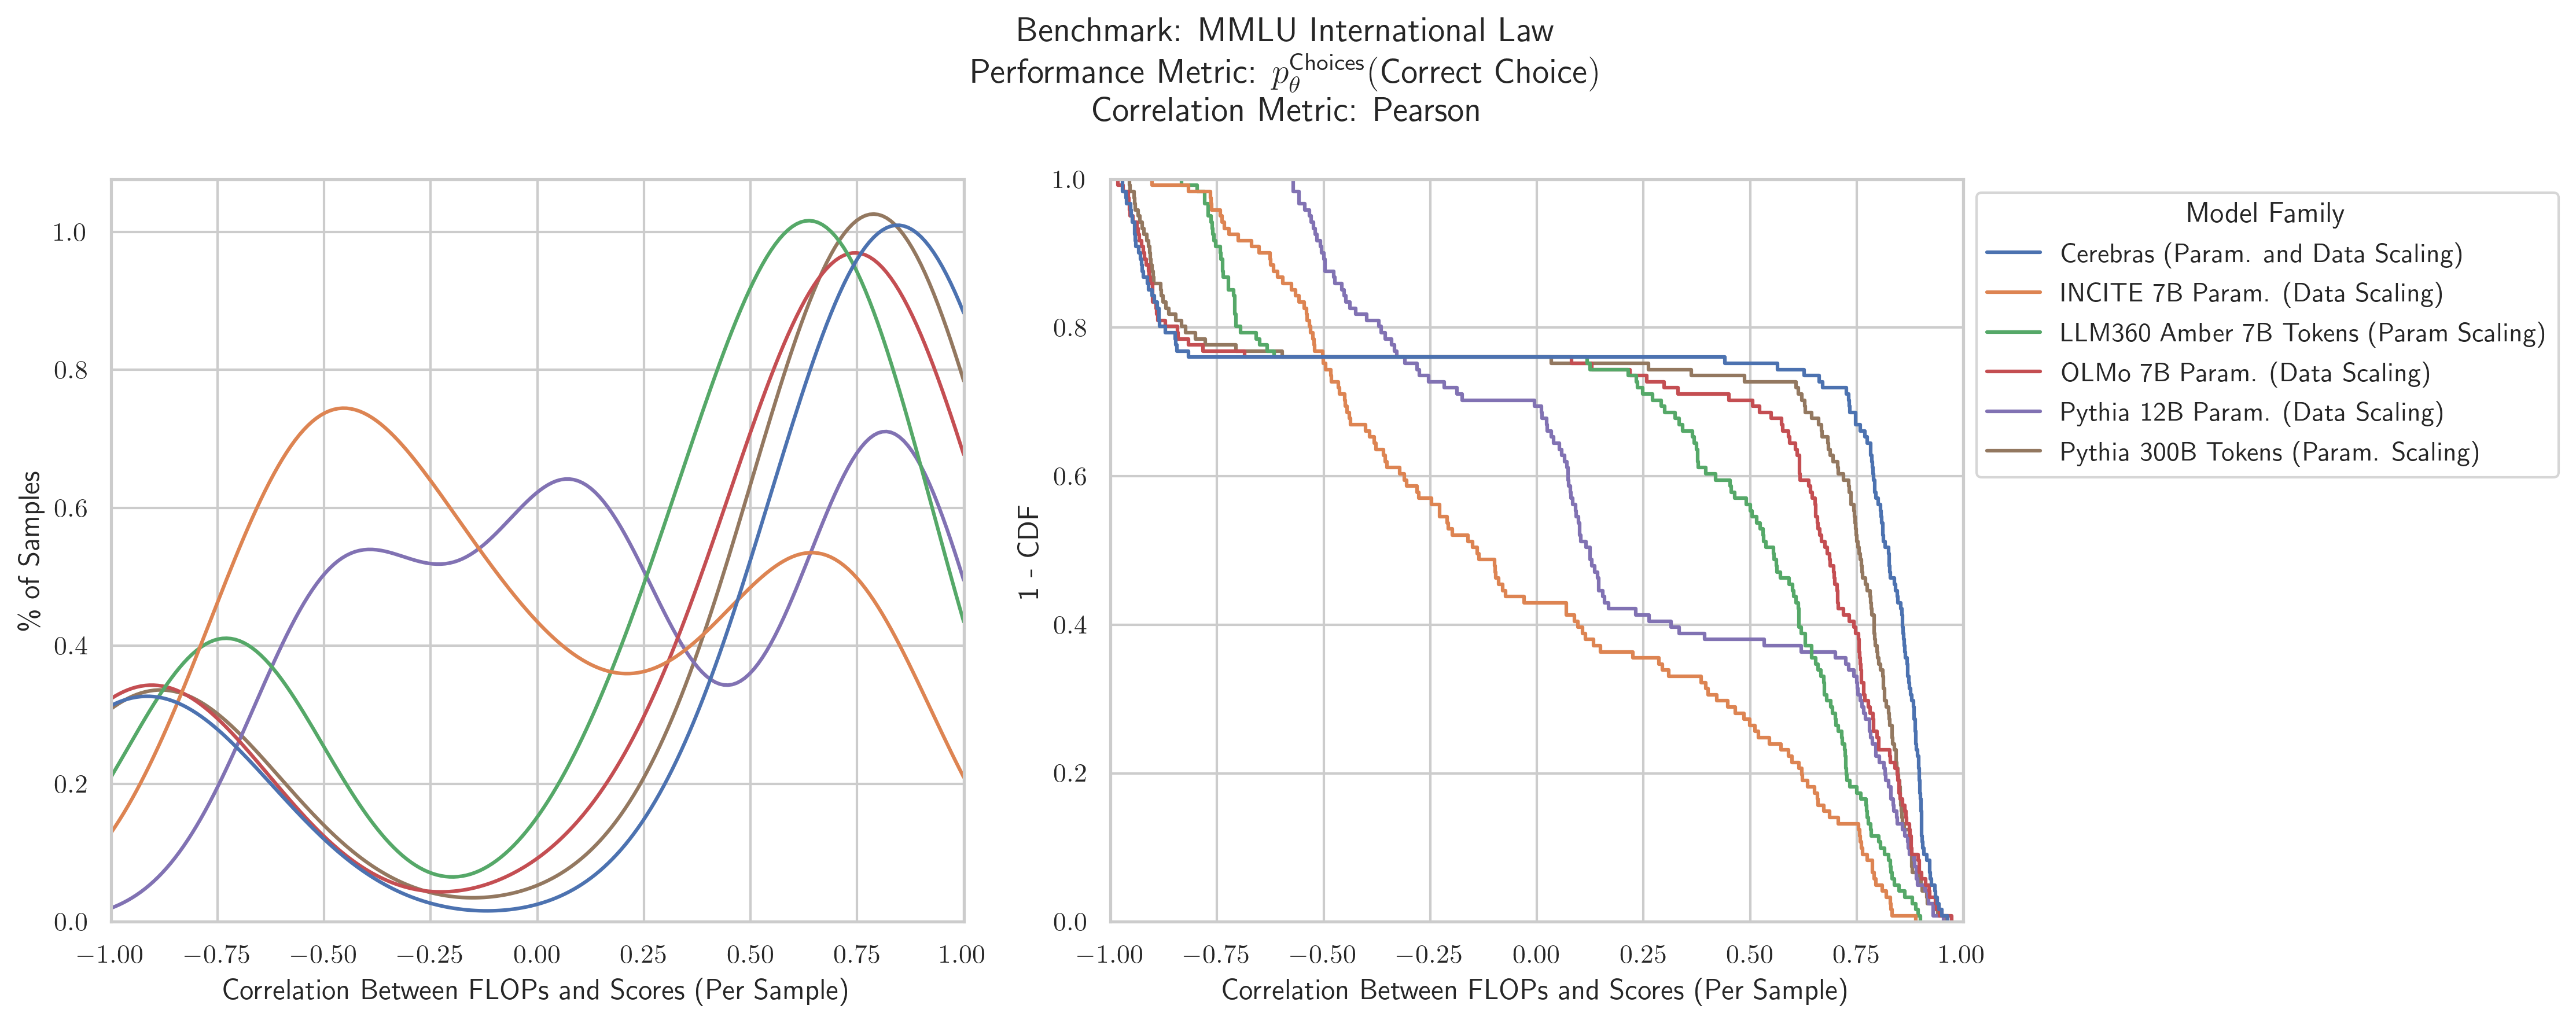 Benchmark: MMLU International Law
Performance Metric: $p_\theta^{\text{Choices}}$(Correct Choice)
Correlation Metric: Pearson
% of Samples
1.0
0.8
0.6
0.4
0.2
0.0
−1.00 −0.75 −0.50 −0.25 0.00 0.25 0.50 0.75 1.00
Correlation Between FLOPs and Scores (Per Sample)
1 - CDF
1.0
0.8
0.6
0.4
0.2
0.0
−1.00 −0.75 −0.50 −0.25 0.00 0.25 0.50 0.75 1.00
Correlation Between FLOPs and Scores (Per Sample)
Model Family
Cerebras (Param. and Data Scaling)
INCITE 7B Param. (Data Scaling)
LLM360 Amber 7B Tokens (Param Scaling)
OLMo 7B Param. (Data Scaling)
Pythia 12B Param. (Data Scaling)
Pythia 300B Tokens (Param. Scaling)